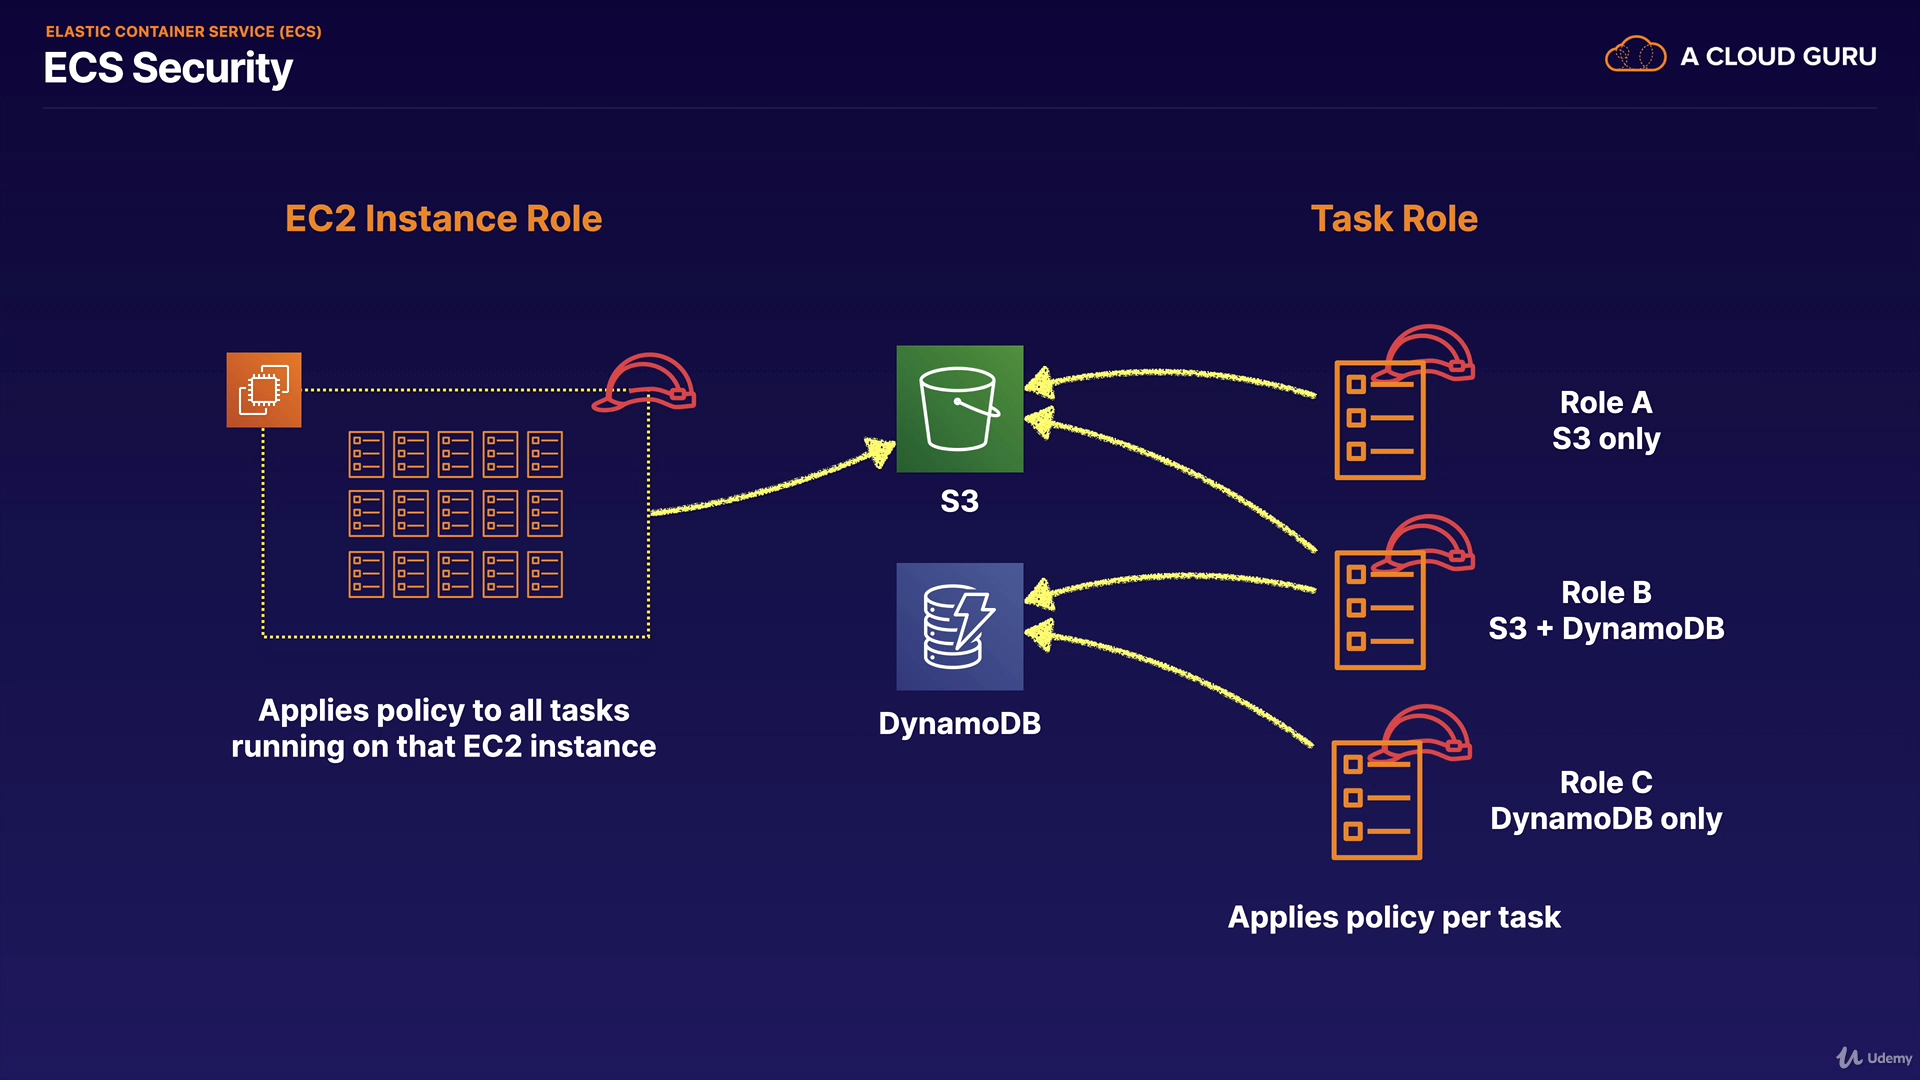 ELASTIC CONTAINER SERVICE (ECS)
ECS Security
A CLOUD GURU
EC2 Instance Role
Applies policy to all tasks
running on that EC2 instance
S3
DynamoDB
Task Role
Role A
S3 only
Role B
S3 + DynamoDB
Role C
DynamoDB only
Applies policy per task
Udemy